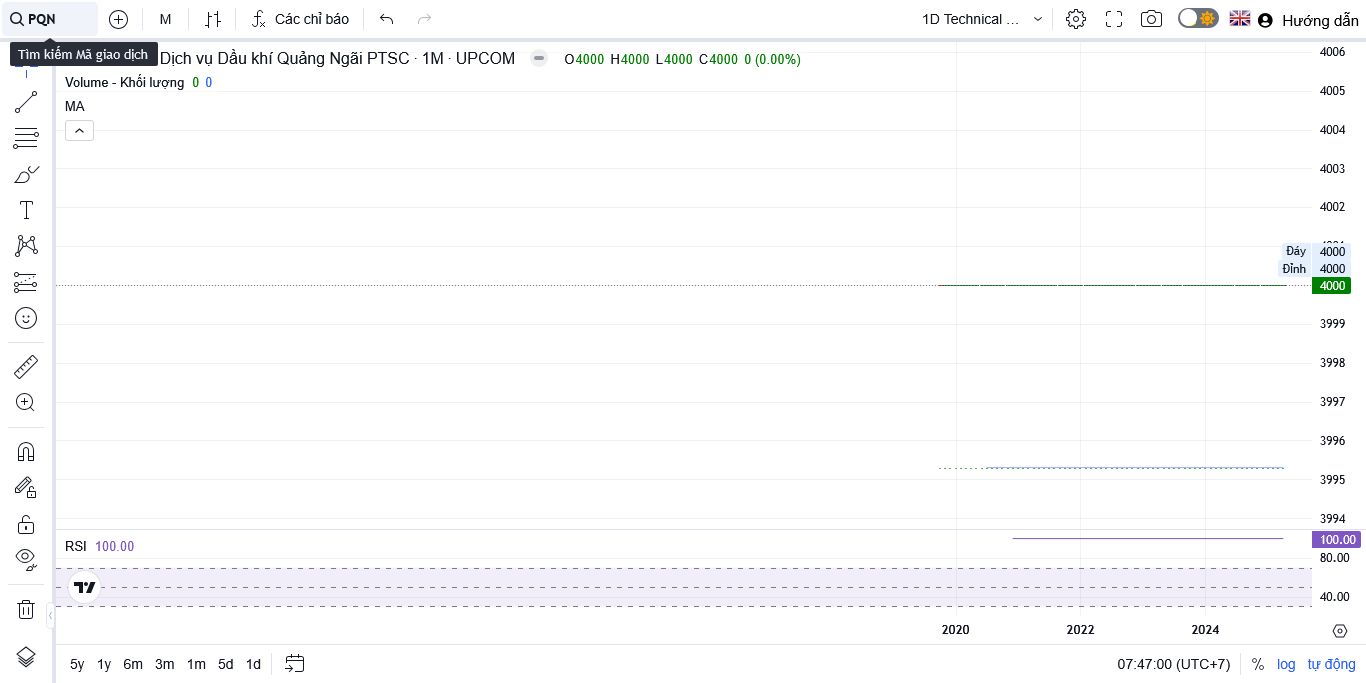 PQN
M
Các chỉ báo
1D Technical ...
Hướng dẫn
Tìm kiếm Mã giao dịch
Dịch vụ Dầu khí Quảng Ngãi PTSC · 1M · UPCOM
O4000 H4000 L4000 C4000 0 (0.00%)
Volume - Khối lượng 0 0
MA
4006
4005
4004
4003
4002
Đáy 4000
Đỉnh 4000
4000
3999
3998
3997
3996
3995
3994
RSI 100.00
100.00
80.00
40.00
2020 2022 2024
5y 1y 6m 3m 1m 5d 1d
07:47:00 (UTC+7)
% log tự động